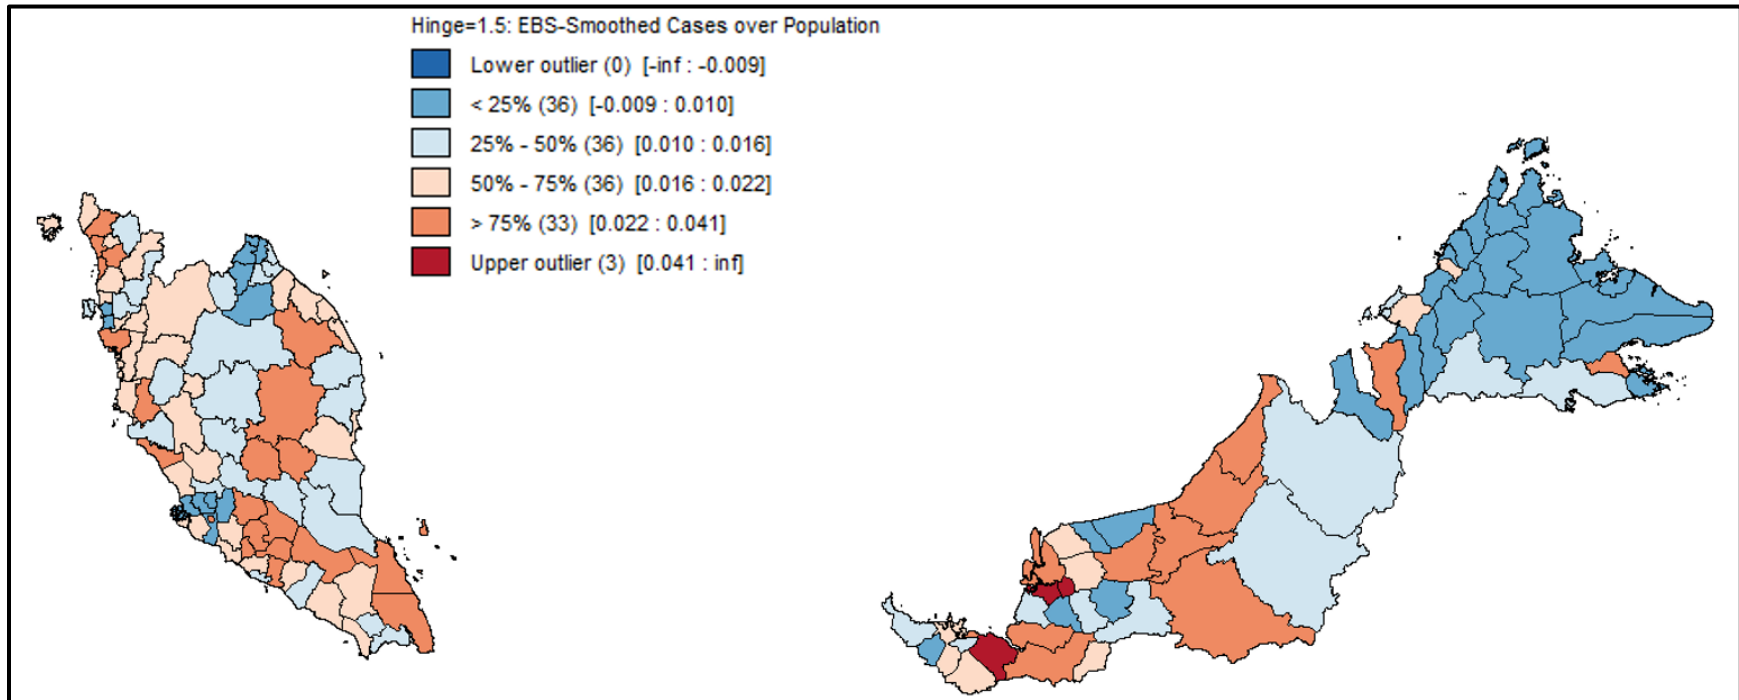 Hinge=1.5: EBS-Smoothed Cases over Population
Lower outlier (0) [-inf : -0.009]
< 25% (36) [-0.009 : 0.010]
25% - 50% (36) [0.010 : 0.016]
50% - 75% (36) [0.016 : 0.022]
> 75% (33) [0.022 : 0.041]
Upper outlier (3) [0.041 : inf]